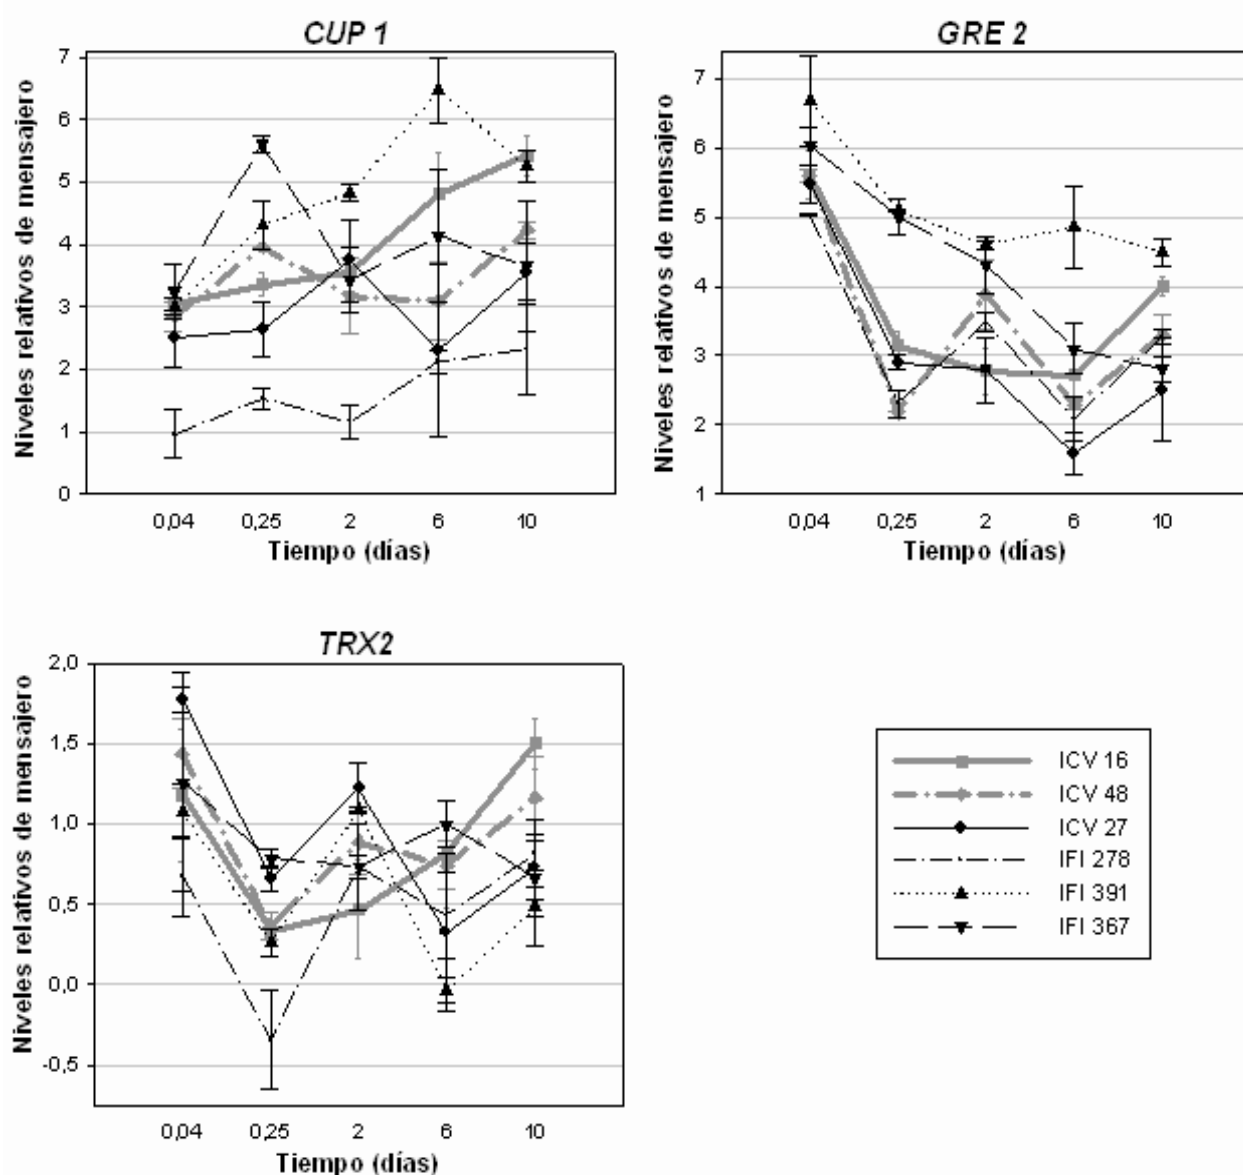 CUP 1
Niveles relativos de mensajero
7
6
5
4
3
2
1
0
0,04 0,25 2 6 10
Tiempo (días)
GRE 2
Niveles relativos de mensajero
7
6
5
4
3
2
1
0,04 0,25 2 6 10
Tiempo (días)
TRX2
Niveles relativos de mensajero
2,0
1,5
1,0
0,5
0,0
-0,5
0,04 0,25 2 6 10
Tiempo (días)
ICV 16
ICV 48
ICV 27
IFI 278
IFI 391
IFI 367